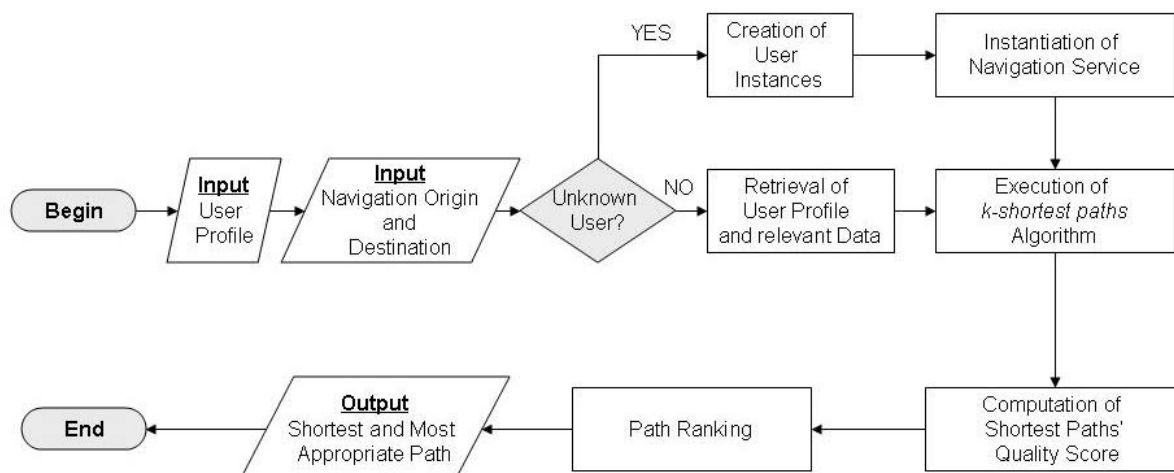 YES
Creation of
User
Instances
Instantiation of
Navigation Service
Begin
Input
User
Profile
Input
Navigation Origin
and
Destination
Unknown
User?
NO
Retrieval of
User Profile
and relevant Data
Execution of
k-shortest paths
Algorithm
Computation of
Shortest Paths'
Quality Score
Path Ranking
Output
Shortest and Most
Appropriate Path
End